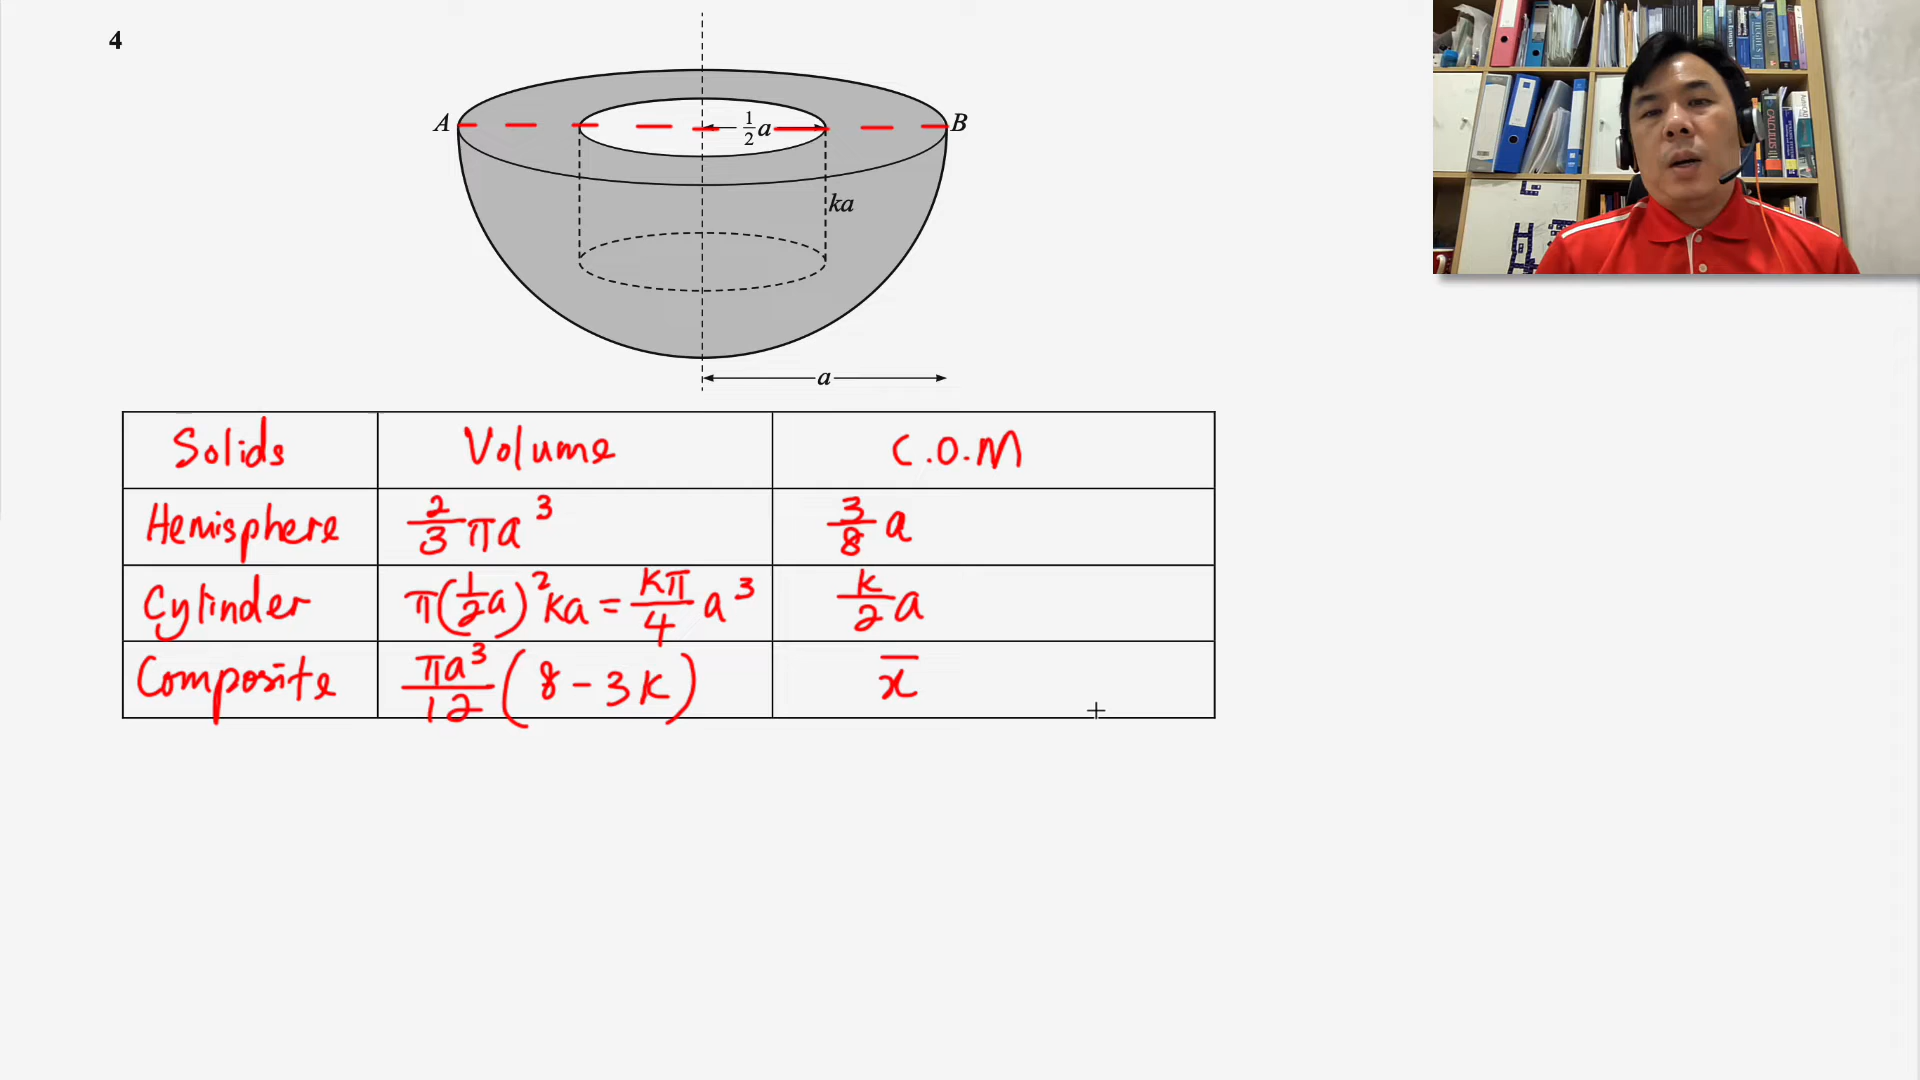 4
A
1/2 a
B
ka
a
Solids Volume C.O.M
Hemisphere 2/3 πa³ 3/8 a
Cylinder π(1/2 a)² ka = kπ/4 a³ k/2 a
Composite πa³/12 (8 - 3k) x̄